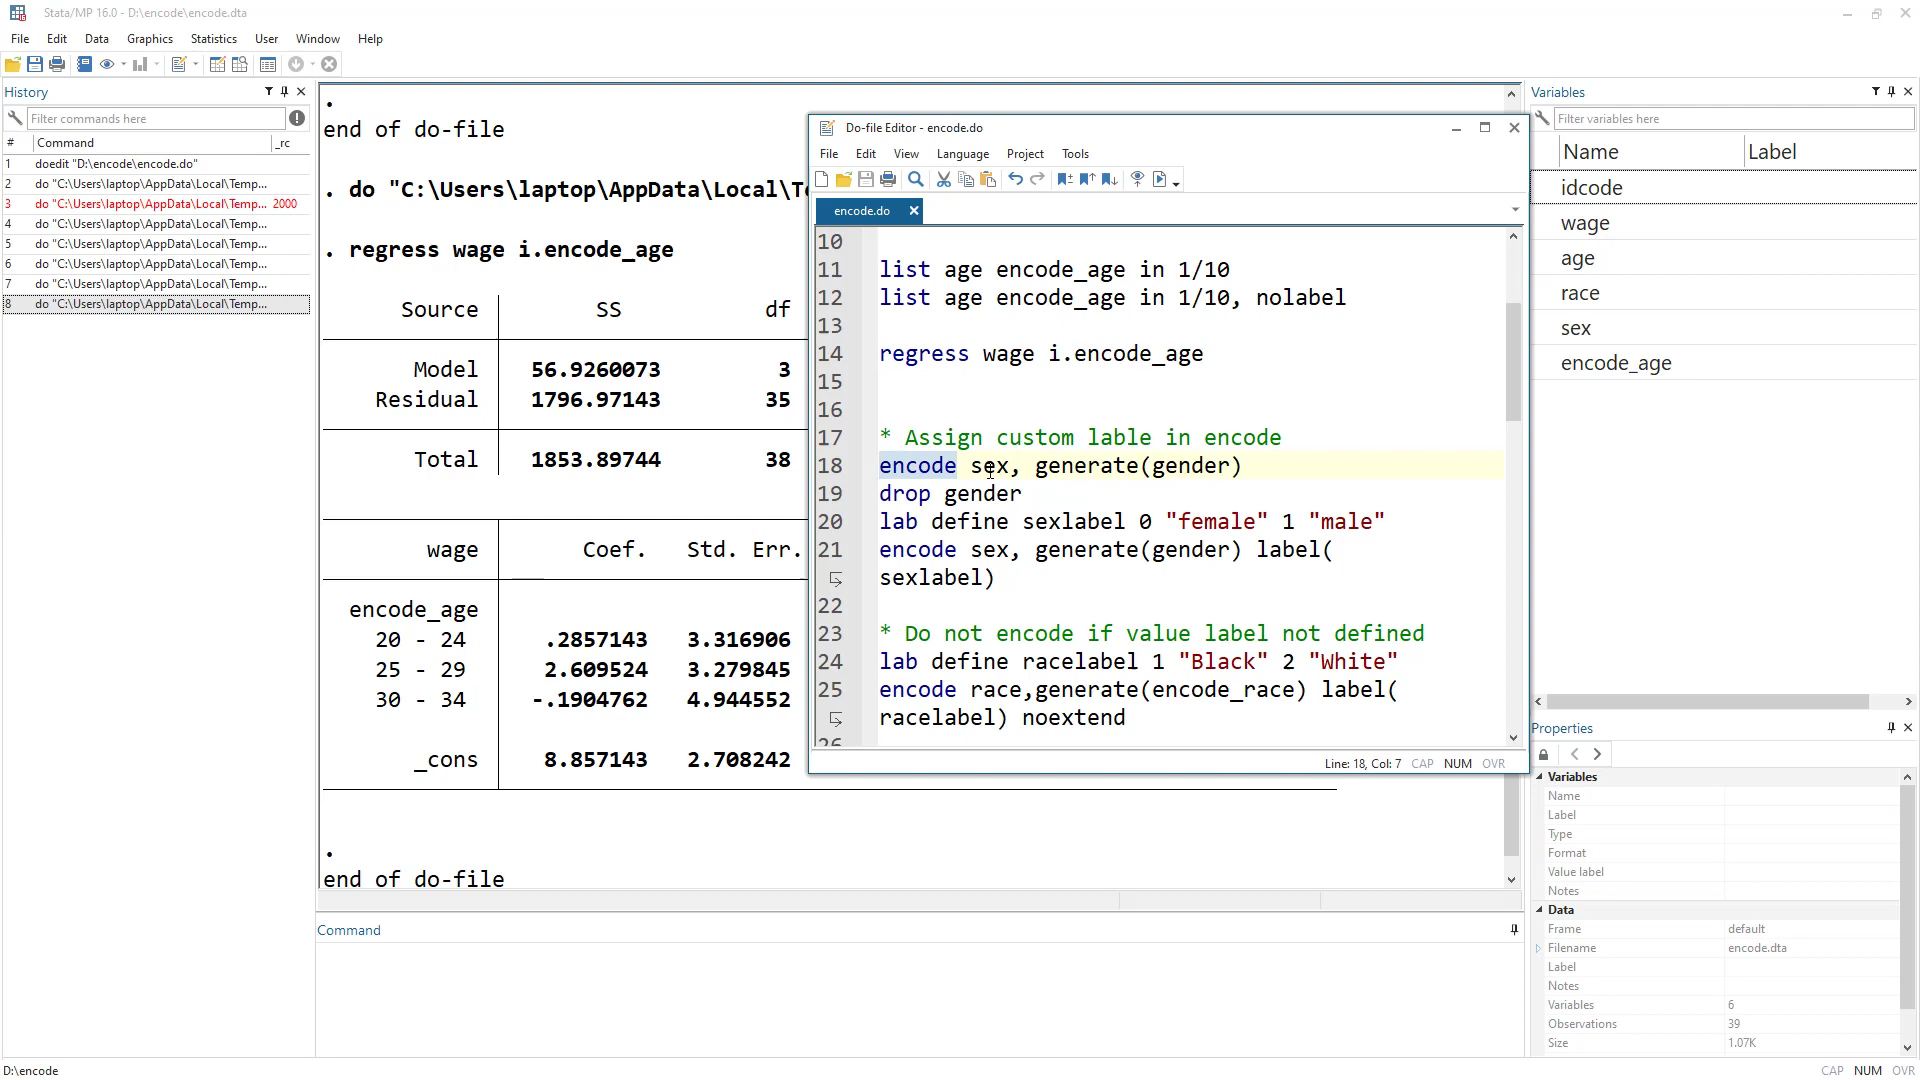 Stata/MP 16.0 - D:\encode\encode.dta
File Edit Data Graphics Statistics User Window Help
History
Filter commands here
# Command _rc
1 doedit "D:\encode\encode.do"
2 do "C:\Users\laptop\AppData\Local\Temp...
3 do "C:\Users\laptop\AppData\Local\Temp... 2000
4 do "C:\Users\laptop\AppData\Local\Temp...
5 do "C:\Users\laptop\AppData\Local\Temp...
6 do "C:\Users\laptop\AppData\Local\Temp...
7 do "C:\Users\laptop\AppData\Local\Temp...
8 do "C:\Users\laptop\AppData\Local\Temp...
.
end of do-file
. do "C:\Users\laptop\AppData\Local\Te
. regress wage i.encode_age
Source SS df
Model 56.9260073 3
Residual 1796.97143 35
Total 1853.89744 38
wage Coef. Std. Err.
encode_age
20 - 24 .2857143 3.316906
25 - 29 2.609524 3.279845
30 - 34 -.1904762 4.944552
_cons 8.857143 2.708242
.
end of do-file
Command
Do-file Editor - encode.do
File Edit View Language Project Tools
encode.do
10
11 list age encode_age in 1/10
12 list age encode_age in 1/10, nolabel
13
14 regress wage i.encode_age
15
16
17 * Assign custom lable in encode
18 encode sex, generate(gender)
19 drop gender
20 lab define sexlabel 0 "female" 1 "male"
21 encode sex, generate(gender) label(
sexlabel)
22
23 * Do not encode if value label not defined
24 lab define racelabel 1 "Black" 2 "White"
25 encode race,generate(encode_race) label(
racelabel) noextend
26
Line: 18, Col: 7 CAP NUM OVR
Variables
Filter variables here
Name Label
idcode
wage
age
race
sex
encode_age
Properties
Variables
Name
Label
Type
Format
Value label
Notes
Data
Frame default
Filename encode.dta
Label
Notes
Variables 6
Observations 39
Size 1.07K
D:\encode
CAP NUM OVR